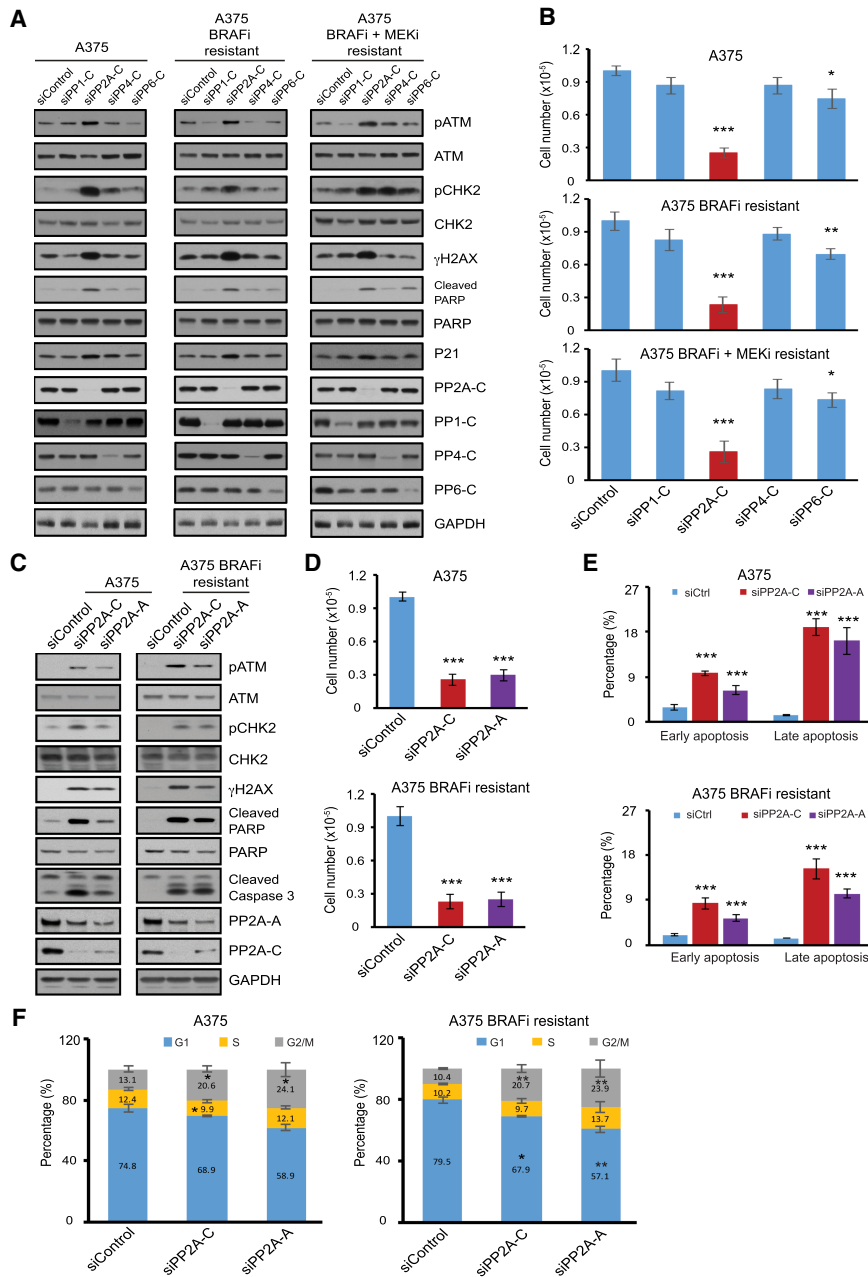 A
A375
A375
BRAFi
resistant
A375
BRAFi + MEKi
resistant
siControl
siPP1-C
siPP2A-C
siPP4-C
siPP6-C
siControl
siPP1-C
siPP2A-C
siPP4-C
siPP6-C
siControl
siPP1-C
siPP2A-C
siPP4-C
siPP6-C
pATM
ATM
pCHK2
CHK2
γH2AX
Cleaved
PARP
PARP
P21
PP2A-C
PP1-C
PP4-C
PP6-C
GAPDH
B
A375
Cell number (x10-5)
1.2
0.9
0.6
0.3
0
***
*
A375 BRAFi resistant
Cell number (x10-5)
1.2
0.9
0.6
0.3
0
***
**
A375 BRAFi + MEKi resistant
Cell number (x10-5)
1.2
0.9
0.6
0.3
0
***
*
siControl
siPP1-C
siPP2A-C
siPP4-C
siPP6-C
C
A375
A375 BRAFi
resistant
siControl
siPP2A-C
siPP2A-A
siControl
siPP2A-C
siPP2A-A
pATM
ATM
pCHK2
CHK2
γH2AX
Cleaved
PARP
PARP
Cleaved
Caspase 3
PP2A-A
PP2A-C
GAPDH
D
A375
Cell number (x10-5)
1.2
0.9
0.6
0.3
0
***
***
siControl
siPP2A-C
siPP2A-A
A375 BRAFi resistant
Cell number (x10-5)
1.2
0.9
0.6
0.3
0
***
***
siControl
siPP2A-C
siPP2A-A
E
A375
siCtrl
siPP2A-C
siPP2A-A
Percentage (%)
27
18
9
0
***
***
***
***
Early apoptosis
Late apoptosis
A375 BRAFi resistant
siCtrl
siPP2A-C
siPP2A-A
Percentage (%)
27
18
9
0
***
***
***
***
Early apoptosis
Late apoptosis
F
A375
G1
S
G2/M
Percentage (%)
120
80
40
0
13.1
12.4
74.8
*
20.6
* 9.9
68.9
*
24.1
12.1
58.9
siControl
siPP2A-C
siPP2A-A
A375 BRAFi resistant
G1
S
G2/M
Percentage (%)
120
80
40
0
10.4
10.2
79.5
**
20.7
9.7
*
67.9
**
23.9
13.7
**
57.1
siControl
siPP2A-C
siPP2A-A